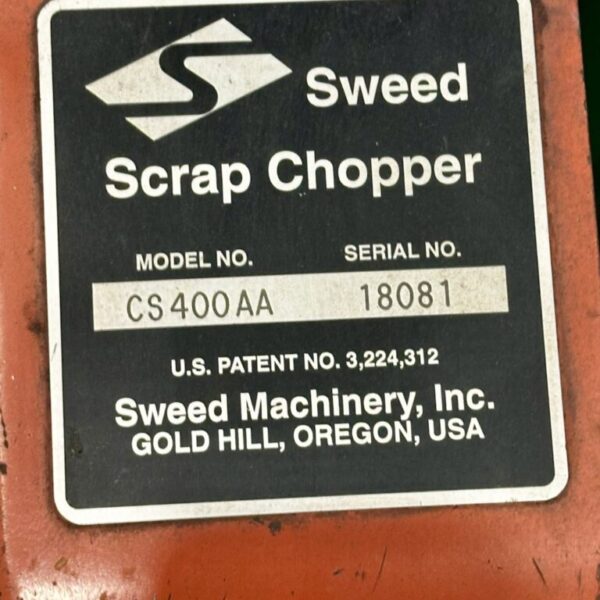 Sweed
Scrap Chopper
MODEL NO. SERIAL NO.
CS400AA 18081
U.S. PATENT NO. 3,224,312
Sweed Machinery, Inc.
GOLD HILL, OREGON, USA